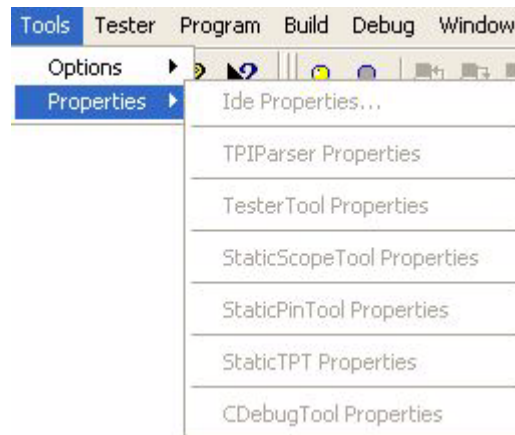 Tools Tester Program Build Debug Window
Options
Properties
Ide Properties...
TPIParser Properties
TesterTool Properties
StaticScopeTool Properties
StaticPinTool Properties
StaticTPT Properties
CDebugTool Properties